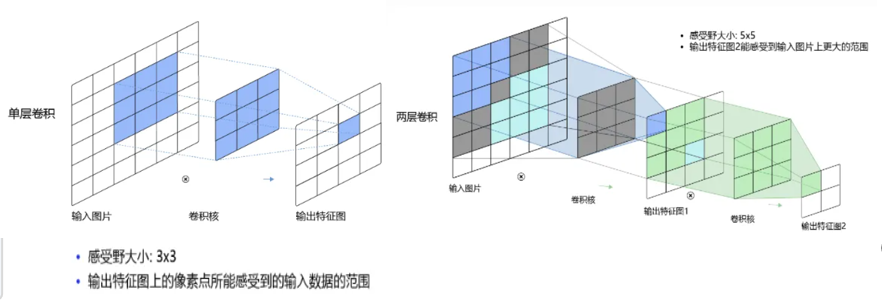 单层卷积
输入图片
卷积核
输出特征图
• 感受野大小: 3x3
• 输出特征图上的像素点所能感受到的输入数据的范围
• 感受野大小: 5x5
• 输出特征图2能感受到输入图片上更大的范围
两层卷积
输入图片
卷积核
输出特征图1
卷积核
输出特征图2